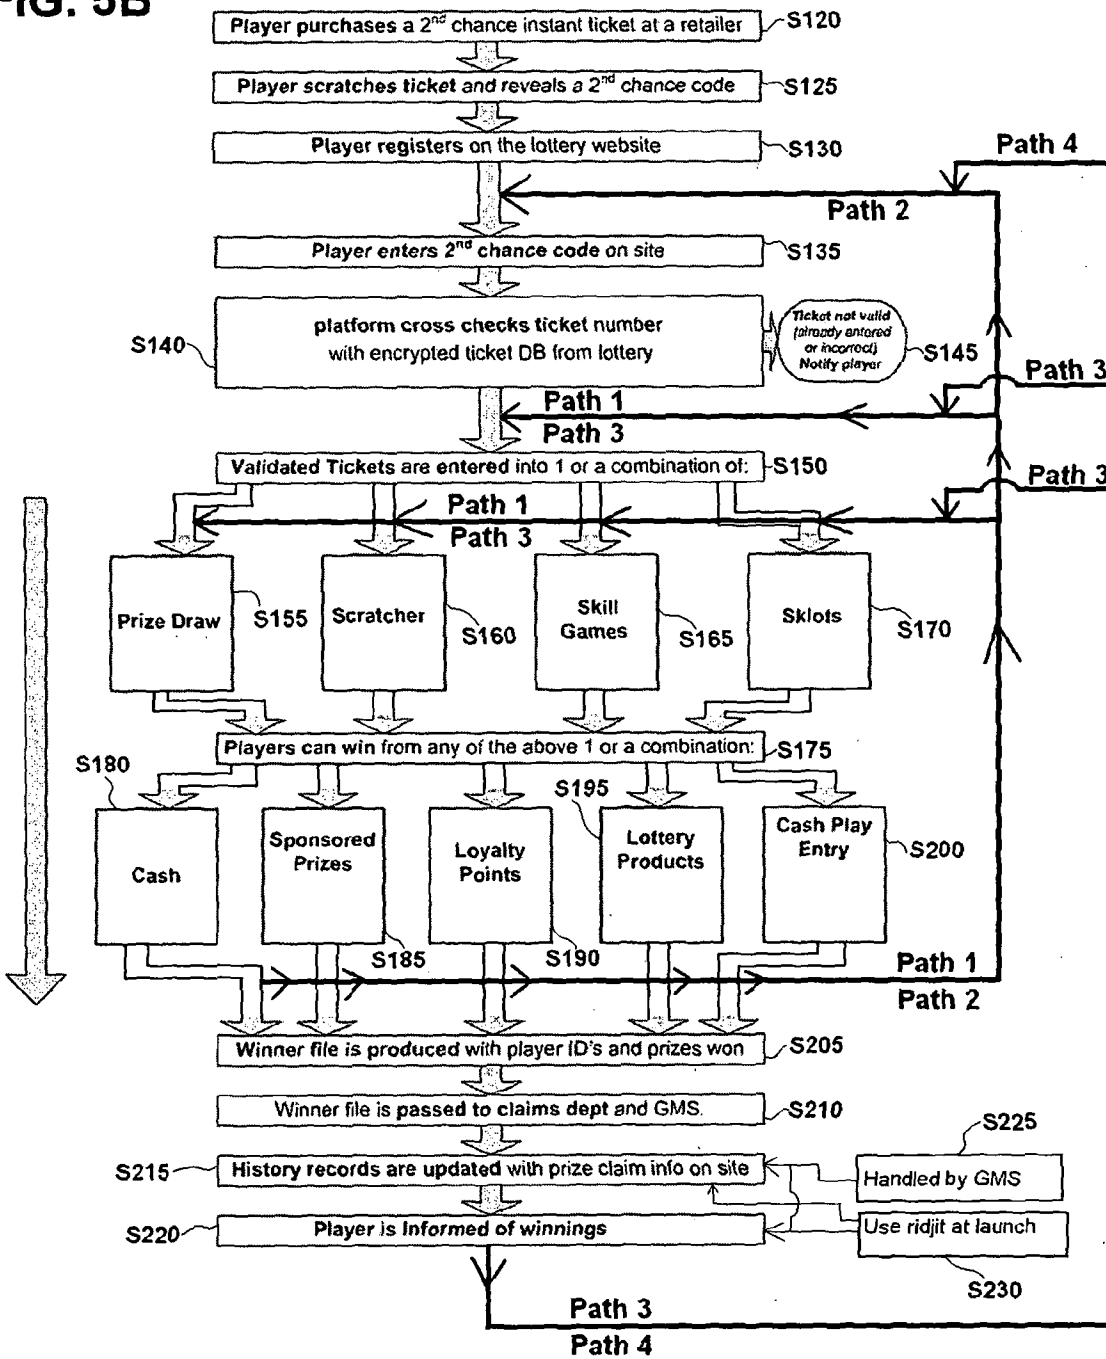 FIG. 5B
Player purchases a 2nd chance instant ticket at a retailer
S120
Player scratches ticket and reveals a 2nd chance code
S125
Player registers on the lottery website
S130
Path 4
Path 2
Player enters 2nd chance code on site
S135
platform cross checks ticket number
with encrypted ticket DB from lottery
S140
Ticket not valid
(already entered
or incorrect)
Notify player
S145
Path 3
Path 1
Path 3
Validated Tickets are entered into 1 or a combination of:
S150
Path 3
Path 1
Path 3
Prize Draw
S155
Scratcher
S160
Skill
Games
S165
Sklots
S170
Players can win from any of the above 1 or a combination:
S175
S180
Cash
Sponsored
Prizes
S185
Loyalty
Points
S190
S195
Lottery
Products
Cash Play
Entry
S200
Path 1
Path 2
Winner file is produced with player ID's and prizes won
S205
Winner file is passed to claims dept and GMS.
S210
S215
History records are updated with prize claim info on site
S225
Handled by GMS
S220
Player is Informed of winnings
Use ridjit at launch
S230
Path 3
Path 4